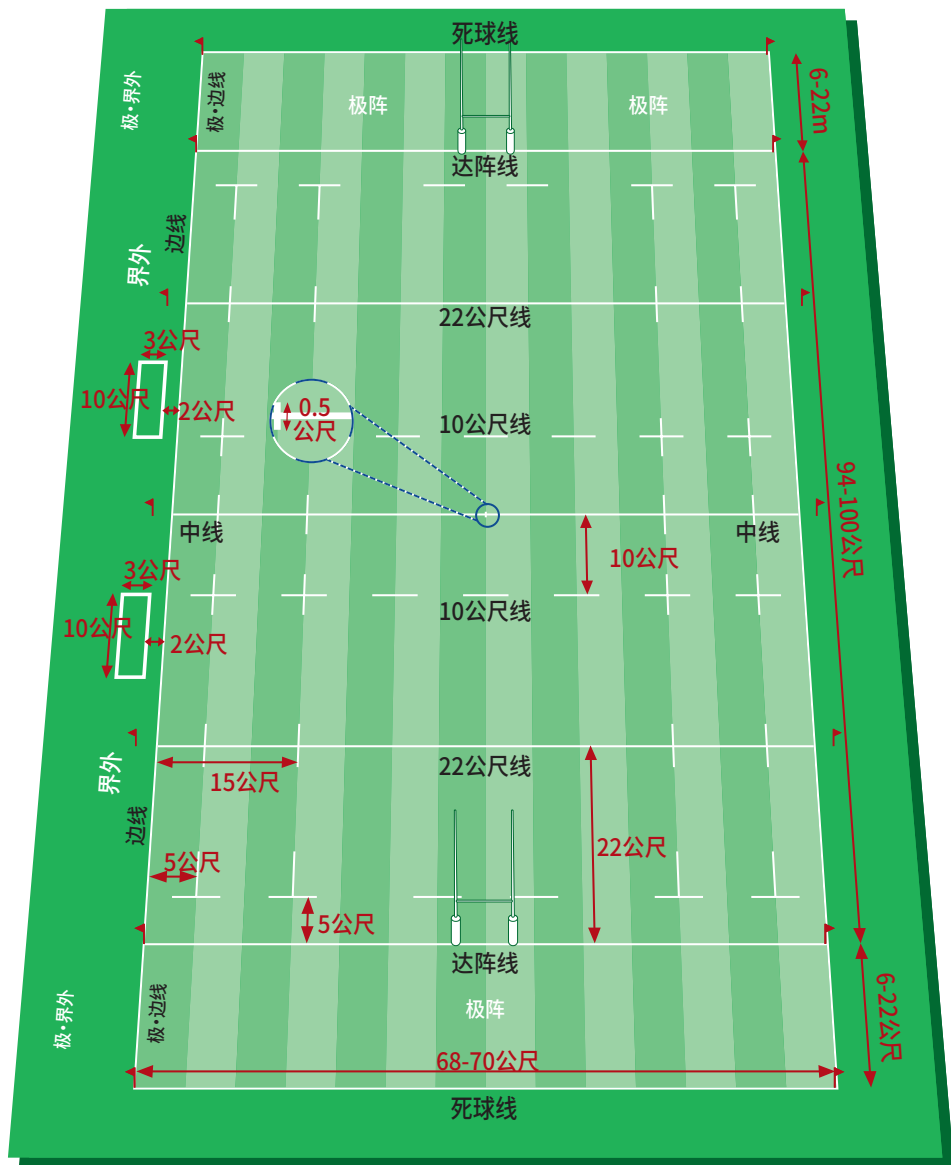 死球线
极·界外
极·边线
极阵
极阵
6-22m
达阵线
边线
界外
22公尺线
3公尺
10公尺
2公尺
0.5
公尺
10公尺线
94-100公尺
中线
中线
10公尺
3公尺
10公尺
10公尺线
2公尺
界外
22公尺线
15公尺
边线
22公尺
5公尺
5公尺
达阵线
极·界外
极·边线
极阵
6-22公尺
68-70公尺
死球线